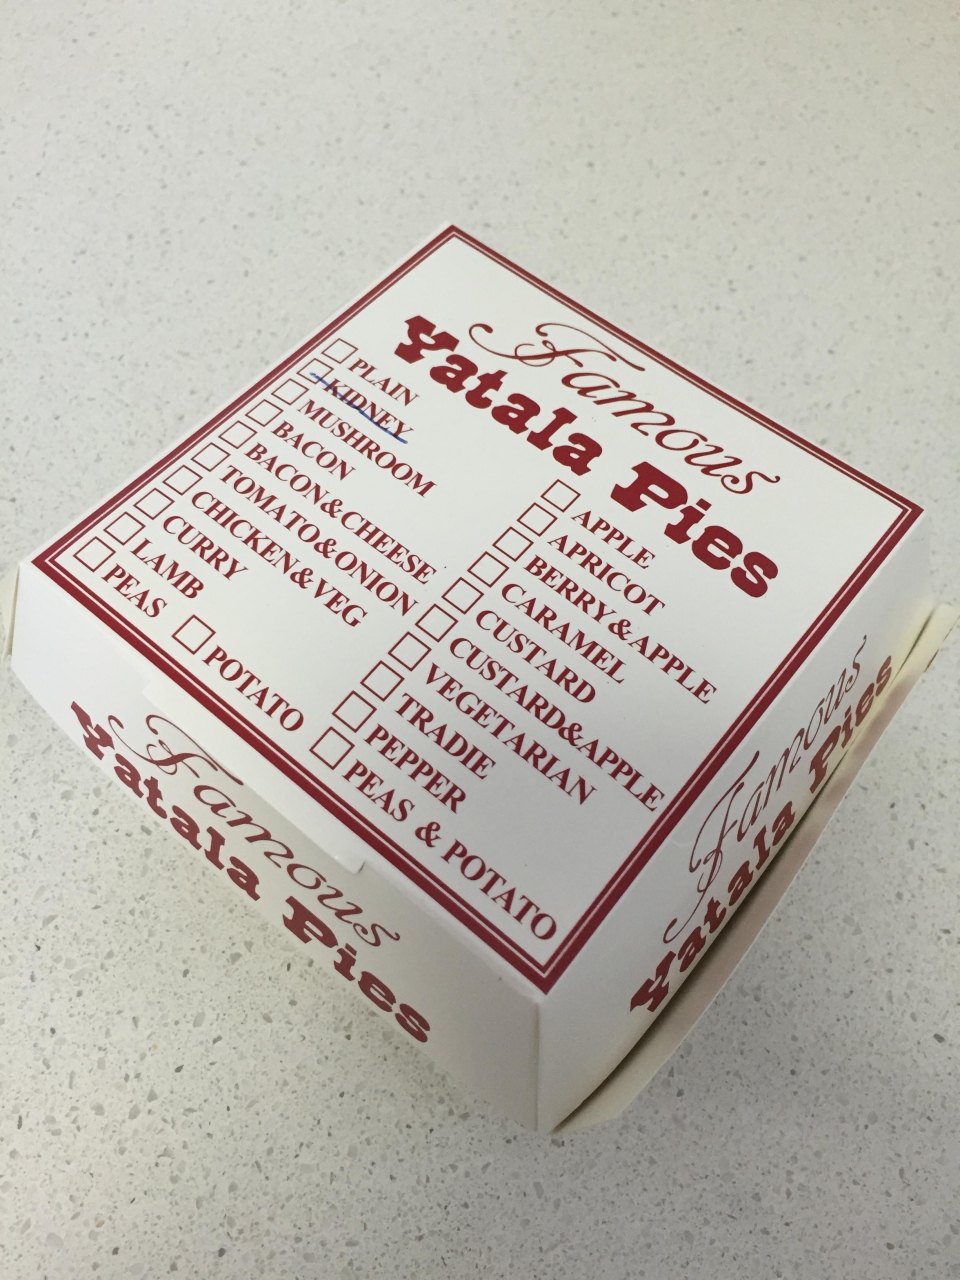 Famous
Yatala Pies
PLAIN
KIDNEY
MUSHROOM
BACON
BACON&CHEESE
TOMATO&ONION
CHICKEN&VEG
CURRY
LAMB
PEAS
POTATO
APPLE
APRICOT
BERRY&APPLE
CARAMEL
CUSTARD
CUSTARD&APPLE
VEGETARIAN
TRADIE
PEPPER
PEAS & POTATO
Famous
Yatala Pies
Famous
Yatala Pies